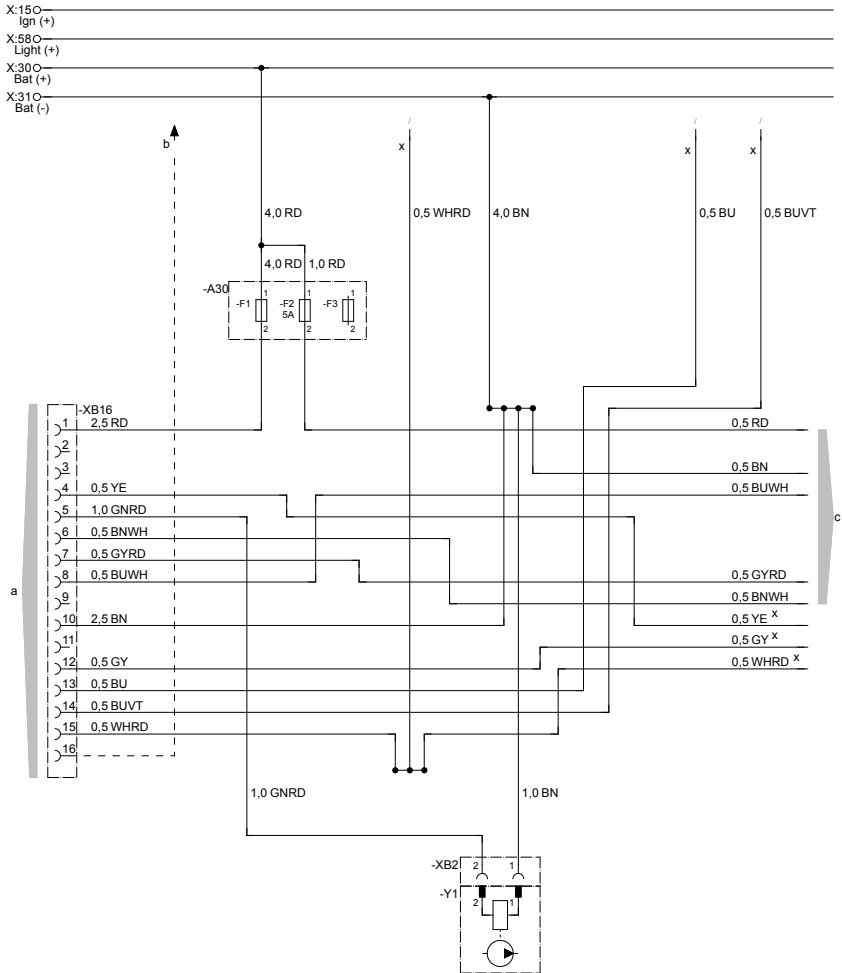 X:15
Ign (+)
X:58
Light (+)
X:30
Bat (+)
X:31
Bat (-)
b
x
x
x
4,0 RD
0,5 WHRD
4,0 BN
0,5 BU
0,5 BUVT
4,0 RD
1,0 RD
-A30
1
1
1
-F1
-F2
5A
-F3
2
2
2
-XB16
1
2,5 RD
0,5 RD
2
3
0,5 BN
4
0,5 YE
0,5 BUWH
5
1,0 GNRD
c
6
0,5 BNWH
7
0,5 GYRD
8
0,5 BUWH
0,5 GYRD
a
9
0,5 BNWH
10
2,5 BN
0,5 YE x
11
0,5 GY x
12
0,5 GY
0,5 WHRD x
13
0,5 BU
14
0,5 BUVT
15
0,5 WHRD
16
1,0 GNRD
1,0 BN
-XB2
2
1
-Y1
2
1